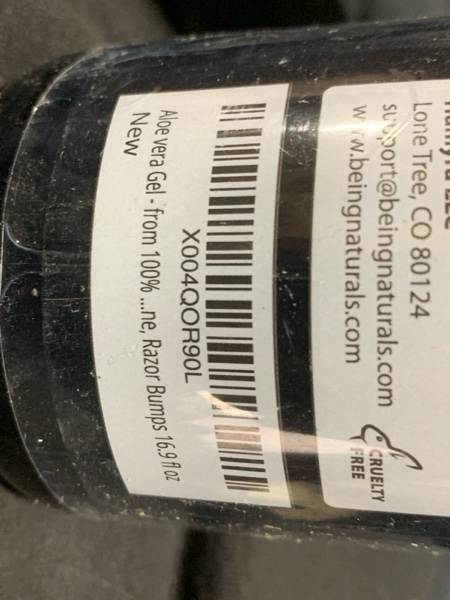 LLC
Lone Tree, CO 80124
support@beingnaturals.com
www.beingnaturals.com
CRUELTY
FREE
X004QOR90L
Aloe vera Gel - from 100% ...ne, Razor Bumps 16.9 fl oz
New